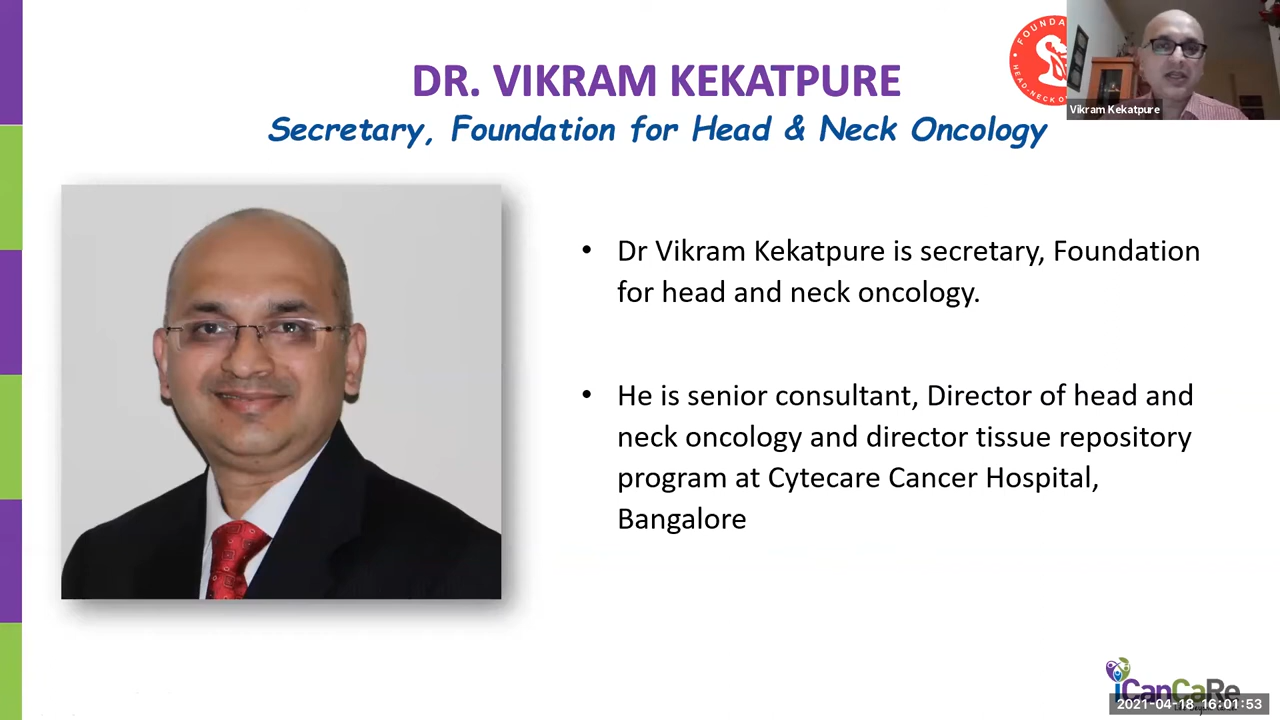 DR. VIKRAM KEKATPURE
Secretary, Foundation for Head & Neck Oncology
Vikram Kekatpure
• Dr Vikram Kekatpure is secretary, Foundation
for head and neck oncology.
• He is senior consultant, Director of head and
neck oncology and director tissue repository
program at Cytecare Cancer Hospital,
Bangalore
iCanCaRe
2021-04-18 16:01:53